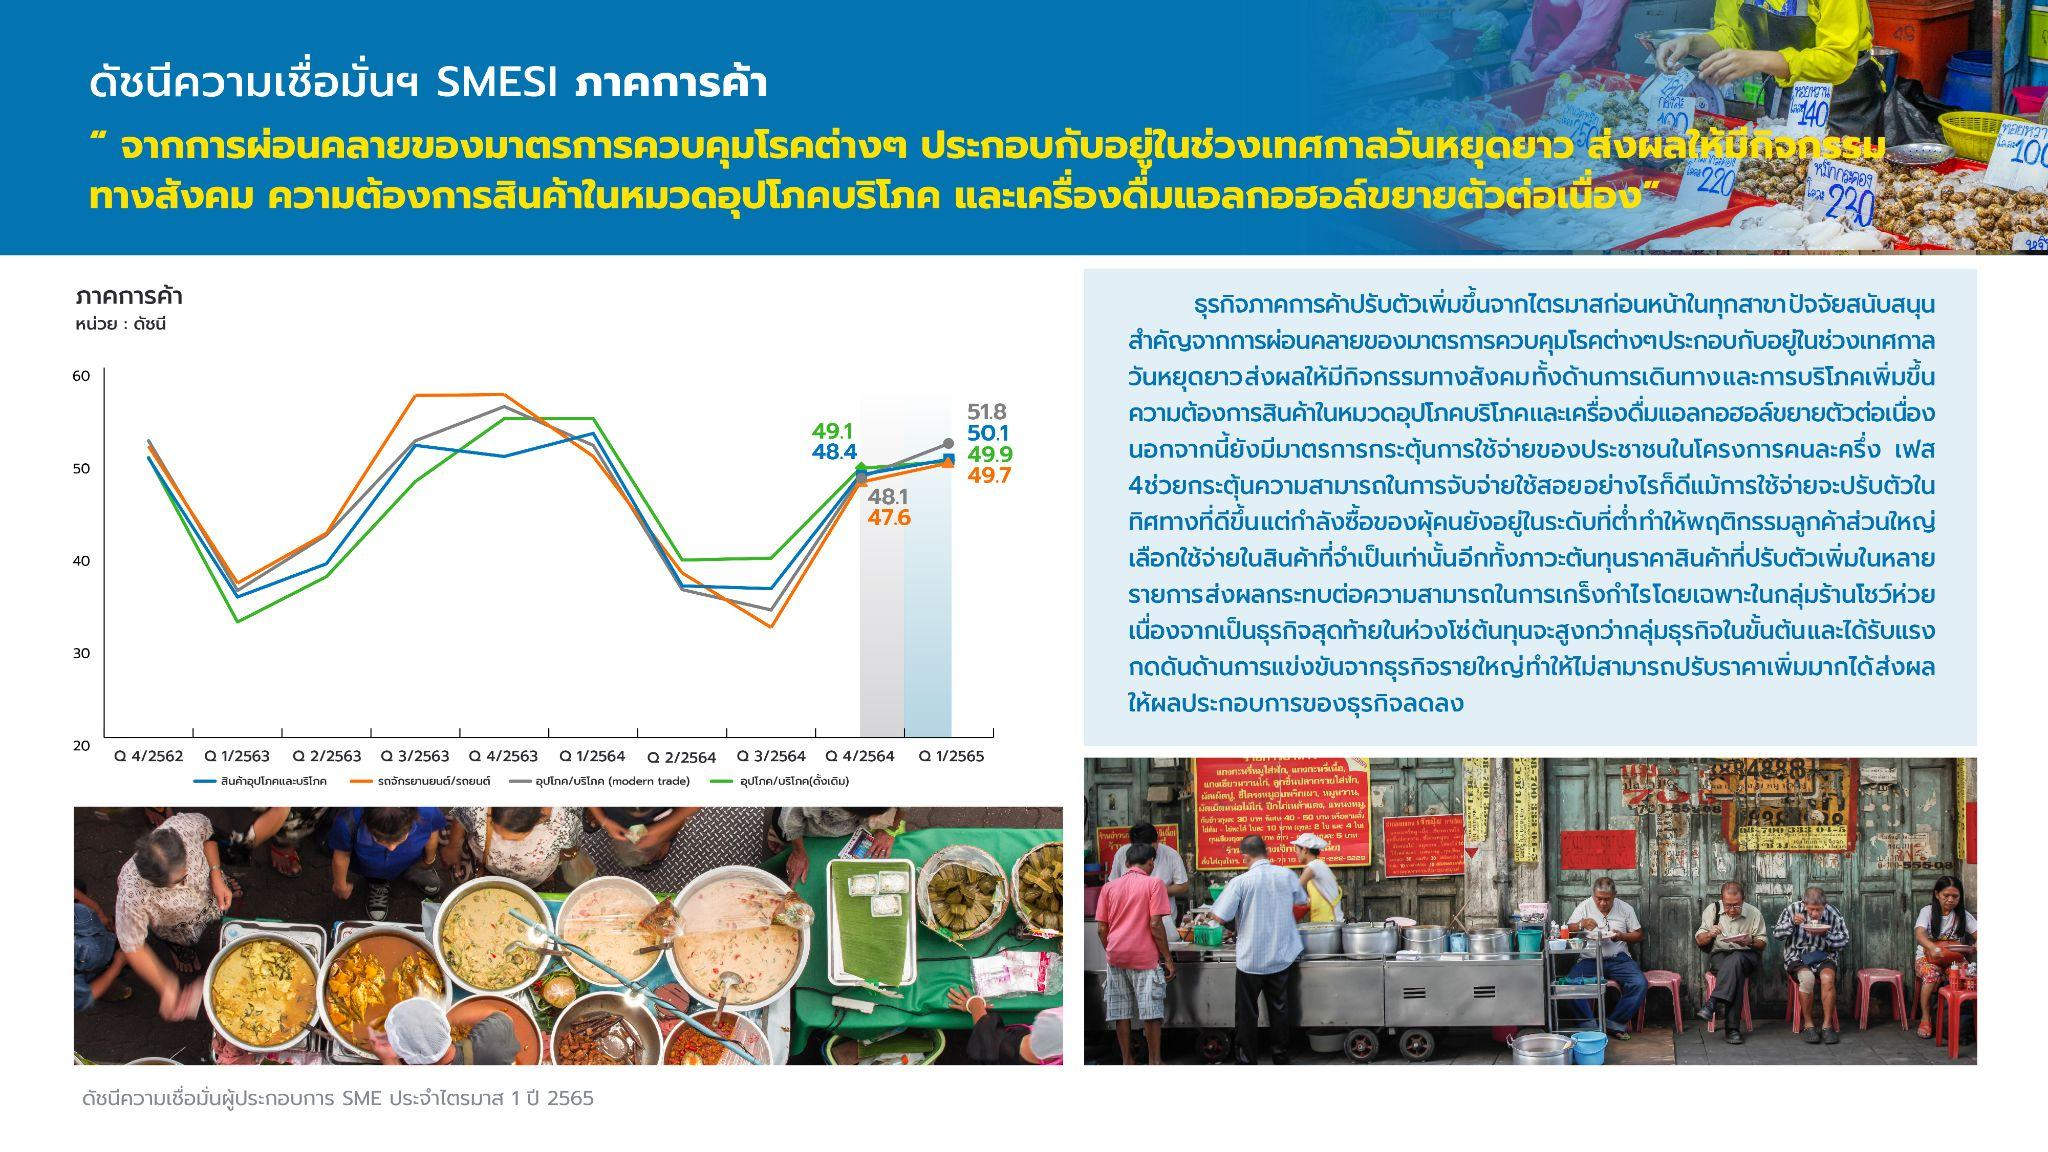 ดัชนีความเชื่อมั่นฯ SMESI ภาคการค้า
“ จากการผ่อนคลายของมาตรการควบคุมโรคต่างๆ ประกอบกับอยู่ในช่วงเทศกาลวันหยุดยาว ส่งผลให้มีกิจกรรม
ทางสังคม ความต้องการสินค้าในหมวดอุปโภคบริโภค และเครื่องดื่มแอลกอฮอล์ขยายตัวต่อเนื่อง”
140
220
230
100
ภาคการค้า
หน่วย : ดัชนี
60
50
40
30
20
49.1
48.4
48.1
47.6
51.8
50.1
49.9
49.7
Q 4/2562 Q 1/2563 Q 2/2563 Q 3/2563 Q 4/2563 Q 1/2564 Q 2/2564 Q 3/2564 Q 4/2564 Q 1/2565
สินค้าอุปโภคและบริโภค รถจักรยานยนต์/รถยนต์ อุปโภค/บริโภค (modern trade) อุปโภค/บริโภค(ดั้งเดิม)
ธุรกิจภาคการค้าปรับตัวเพิ่มขึ้นจากไตรมาสก่อนหน้าในทุกสาขา ปัจจัยสนับสนุน
สำคัญจากการผ่อนคลายของมาตรการควบคุมโรคต่างๆประกอบกับอยู่ในช่วงเทศกาล
วันหยุดยาว ส่งผลให้มีกิจกรรมทางสังคม ทั้งด้านการเดินทาง และการบริโภคเพิ่มขึ้น
ความต้องการสินค้าในหมวดอุปโภคบริโภค และเครื่องดื่มแอลกอฮอล์ขยายตัวต่อเนื่อง
นอกจากนี้ยังมีมาตรการกระตุ้นการใช้จ่ายของประชาชนในโครงการคนละครึ่ง เฟส
4ช่วยกระตุ้นความสามารถในการจับจ่ายใช้สอย อย่างไรก็ดีแม้การใช้จ่ายจะปรับตัวใน
ทิศทางที่ดีขึ้น แต่กำลังซื้อของผู้คนยังอยู่ในระดับที่ต่ำ ทำให้พฤติกรรมลูกค้าส่วนใหญ่
เลือกใช้จ่ายในสินค้าที่จำเป็นเท่านั้น อีกทั้งภาวะต้นทุนราคาสินค้าที่ปรับตัวเพิ่มในหลาย
รายการ ส่งผลกระทบต่อความสามารถในการเกร็งกำไร โดยเฉพาะในกลุ่มร้านโชว์ห่วย
เนื่องจากเป็นธุรกิจสุดท้ายในห่วงโซ่ ต้นทุนจะสูงกว่ากลุ่มธุรกิจในขั้นต้น และได้รับแรง
กดดันด้านการแข่งขันจากธุรกิจรายใหญ่ ทำให้ไม่สามารถปรับราคาเพิ่มมากได้ ส่งผล
ให้ผลประกอบการของธุรกิจลดลง
ดัชนีความเชื่อมั่นผู้ประกอบการ SME ประจำไตรมาส 1 ปี 2565